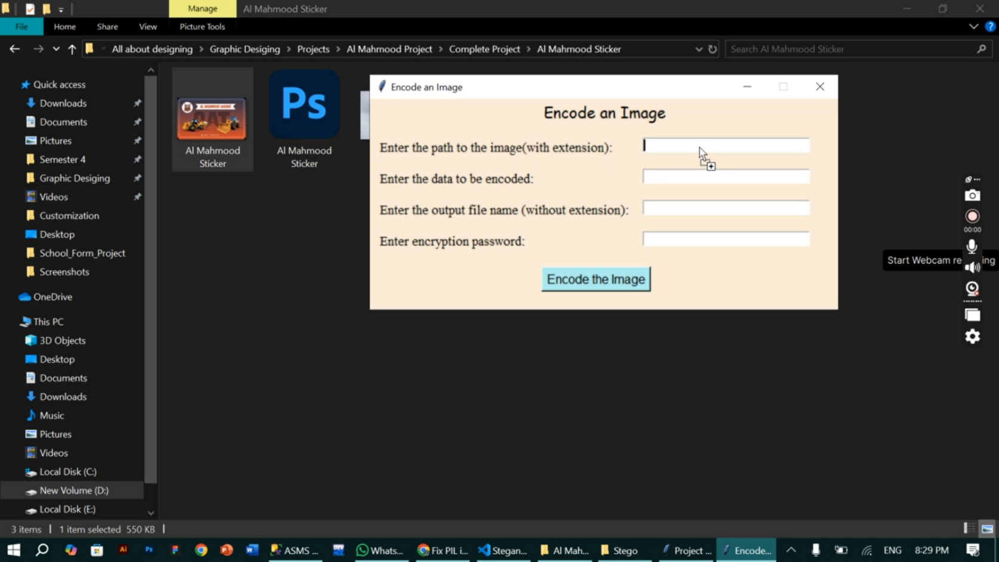 Manage
Al Mahmood Sticker
File
Home
Share
View
Picture Tools
All about designing > Graphic Desiging > Projects > Al Mahmood Project > Complete Project > Al Mahmood Sticker
Search Al Mahmood Sticker
Quick access
Downloads
Documents
Pictures
Semester 4
Graphic Desiging
Videos
Customization
Desktop
School_Form_Project
Screenshots
OneDrive
This PC
3D Objects
Desktop
Documents
Downloads
Music
Pictures
Videos
Local Disk (C:)
New Volume (D:)
Local Disk (E:)
CAT
Al Mahmood
Sticker
Ps
Al Mahmood
Sticker
Encode an Image
Encode an Image
Enter the path to the image(with extension):
Enter the data to be encoded:
Enter the output file name (without extension):
Enter encryption password:
Encode the Image
00:00
Start Webcam re
ing
3 items
1 item selected 550 KB
Ai
Ps
ASMS ...
DEV
Whats...
Fix PIL i...
Stegan...
Al Mah...
Stego
Project ...
Encode...
ENG
8:29 PM